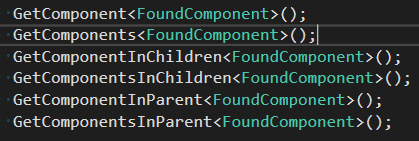 GetComponent<FoundComponent>();
GetComponents<FoundComponent>();
GetComponentInChildren<FoundComponent>();
GetComponentsInChildren<FoundComponent>();
GetComponentInParent<FoundComponent>();
GetComponentsInParent<FoundComponent>();